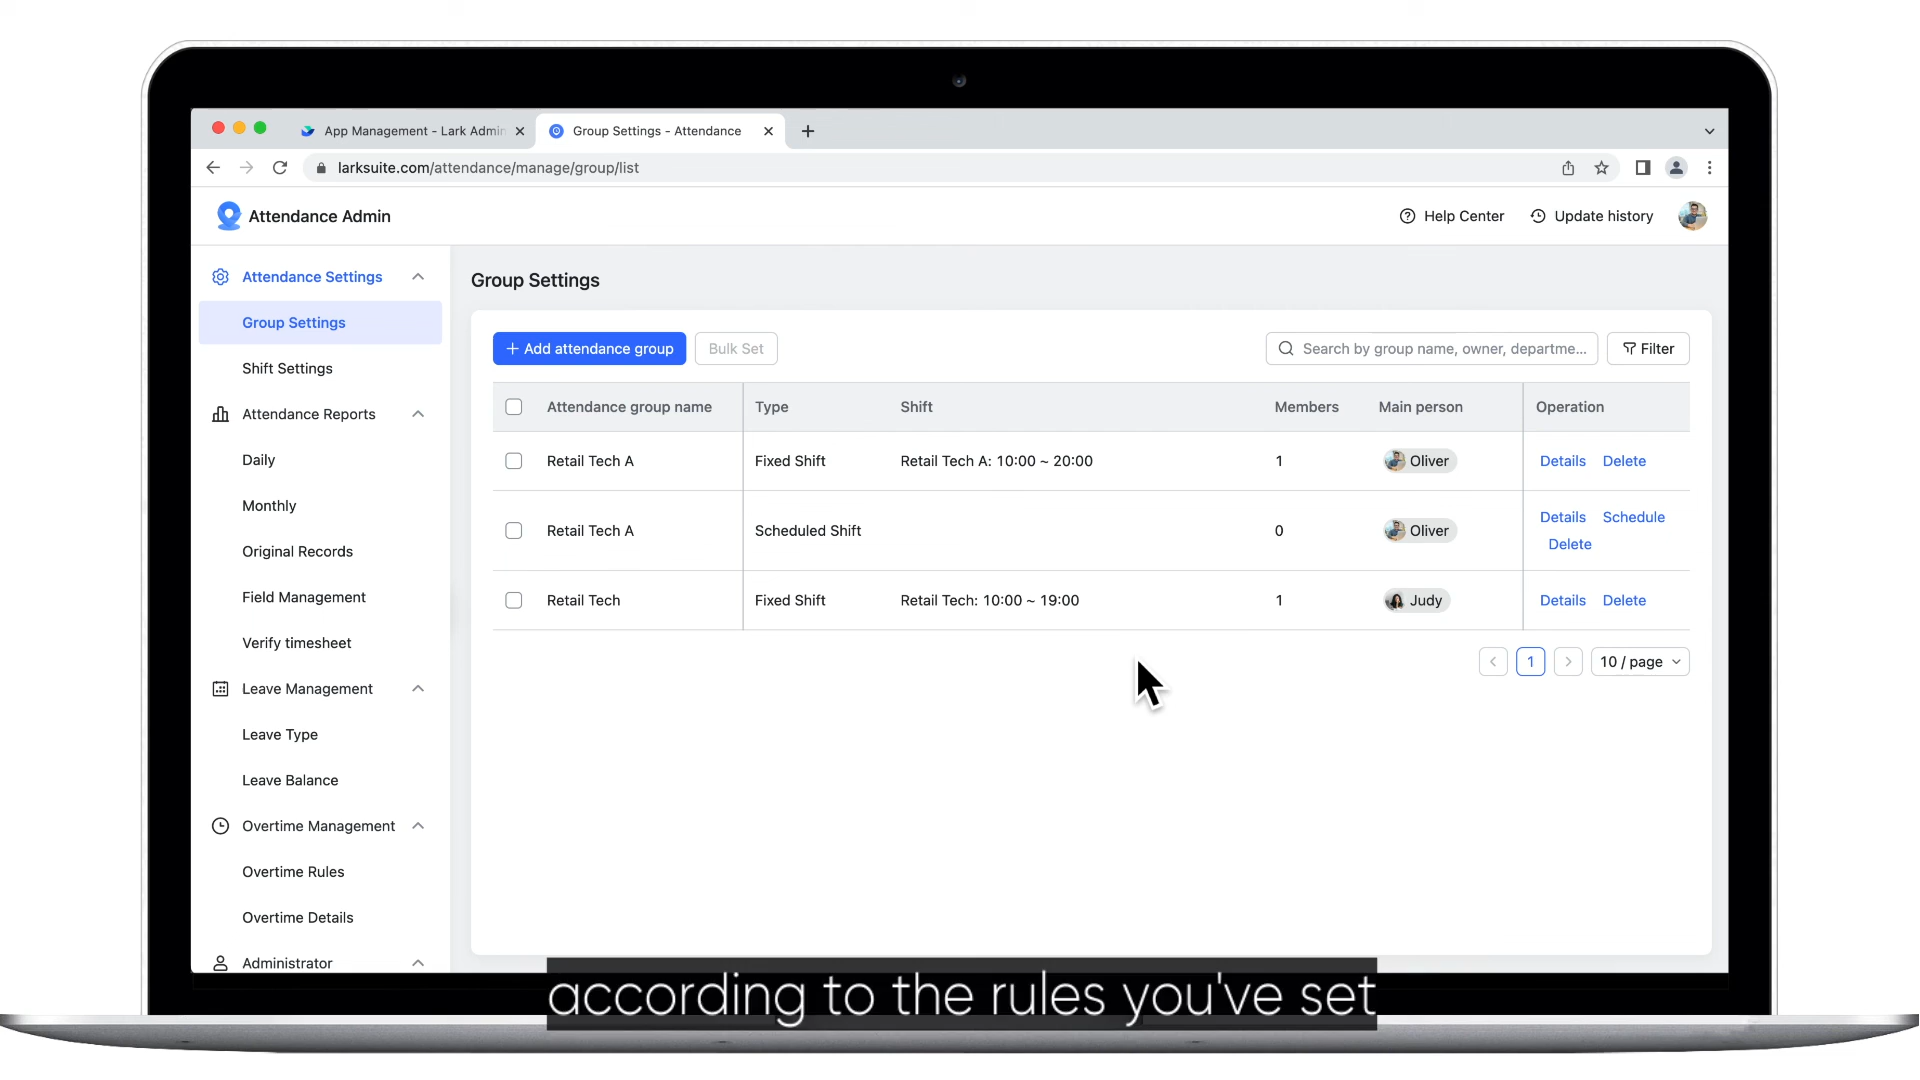 App Management - Lark Admin
Group Settings - Attendance
larksuite.com/attendance/manage/group/list
Attendance Admin
Help Center
Update history
Attendance Settings
Group Settings
Shift Settings
Attendance Reports
Daily
Monthly
Original Records
Field Management
Verify timesheet
Leave Management
Leave Type
Leave Balance
Overtime Management
Overtime Rules
Overtime Details
Administrator
Group Settings
+ Add attendance group
Bulk Set
Search by group name, owner, departme...
Filter
Attendance group name Type Shift Members Main person Operation
Retail Tech A Fixed Shift Retail Tech A: 10:00 ~ 20:00 1 Oliver Details Delete
Retail Tech A Scheduled Shift 0 Oliver Details Schedule
Delete
Retail Tech Fixed Shift Retail Tech: 10:00 ~ 19:00 1 Judy Details Delete
1 10 / page
according to the rules you've set